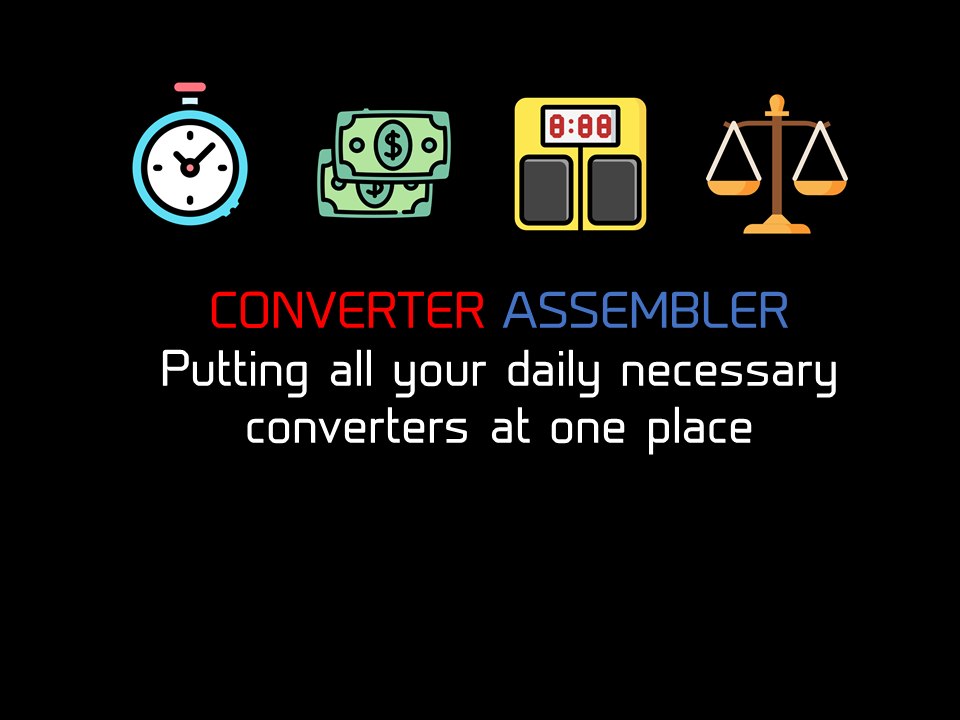 8:88
CONVERTER ASSEMBLER
Putting all your daily necessary
converters at one place